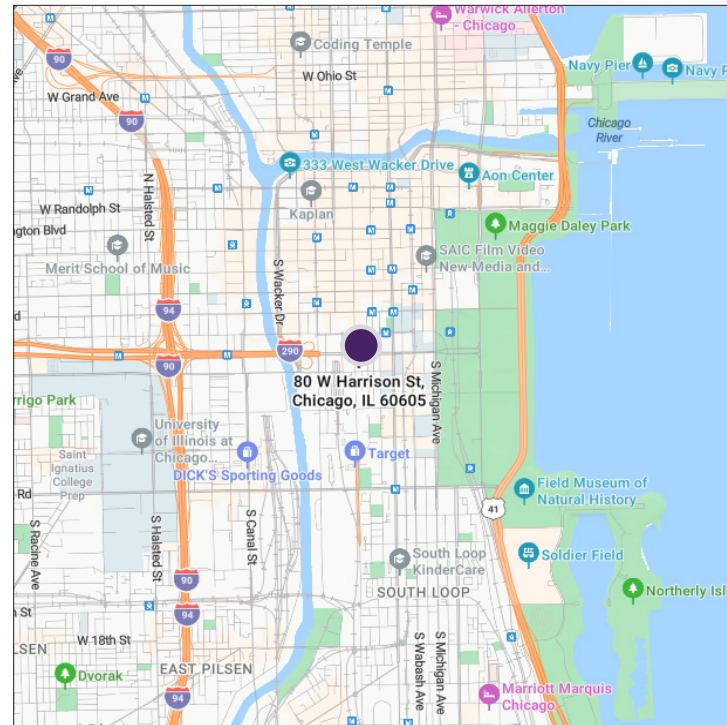 Warwick Allerton
- Chicago
90
Coding Temple
W Ohio St
Navy Pier
Navy P
W Grand Ave
90
Chicago
River
333 West Wacker Drive
Aon Center
N Halsted St
Kaplan
W Randolph St
Maggie Daley Park
ngton Blvd
Merit School of Music
SAIC Film Video
New Media and...
S Wacker Dr
94
290
90
80 W Harrison St,
Chicago, IL 60605
S Michigan Ave
rrigo Park
University
of Illinois at
Chicago...
Saint
Ignatius
College
Prep
DICK'S Sporting Goods
Target
Field Museum of
Natural History
Rd
41
S Racine Ave
S Halsted St
S Canal St
Soldier Field
South Loop
KinderCare
90
94
SOUTH LOOP
Northerly Isl
h St
W 18th St
LSEN
EAST PILSEN
Dvorak
S Wabash Ave
S Michigan Ave
94
Marriott Marquis
Chicago